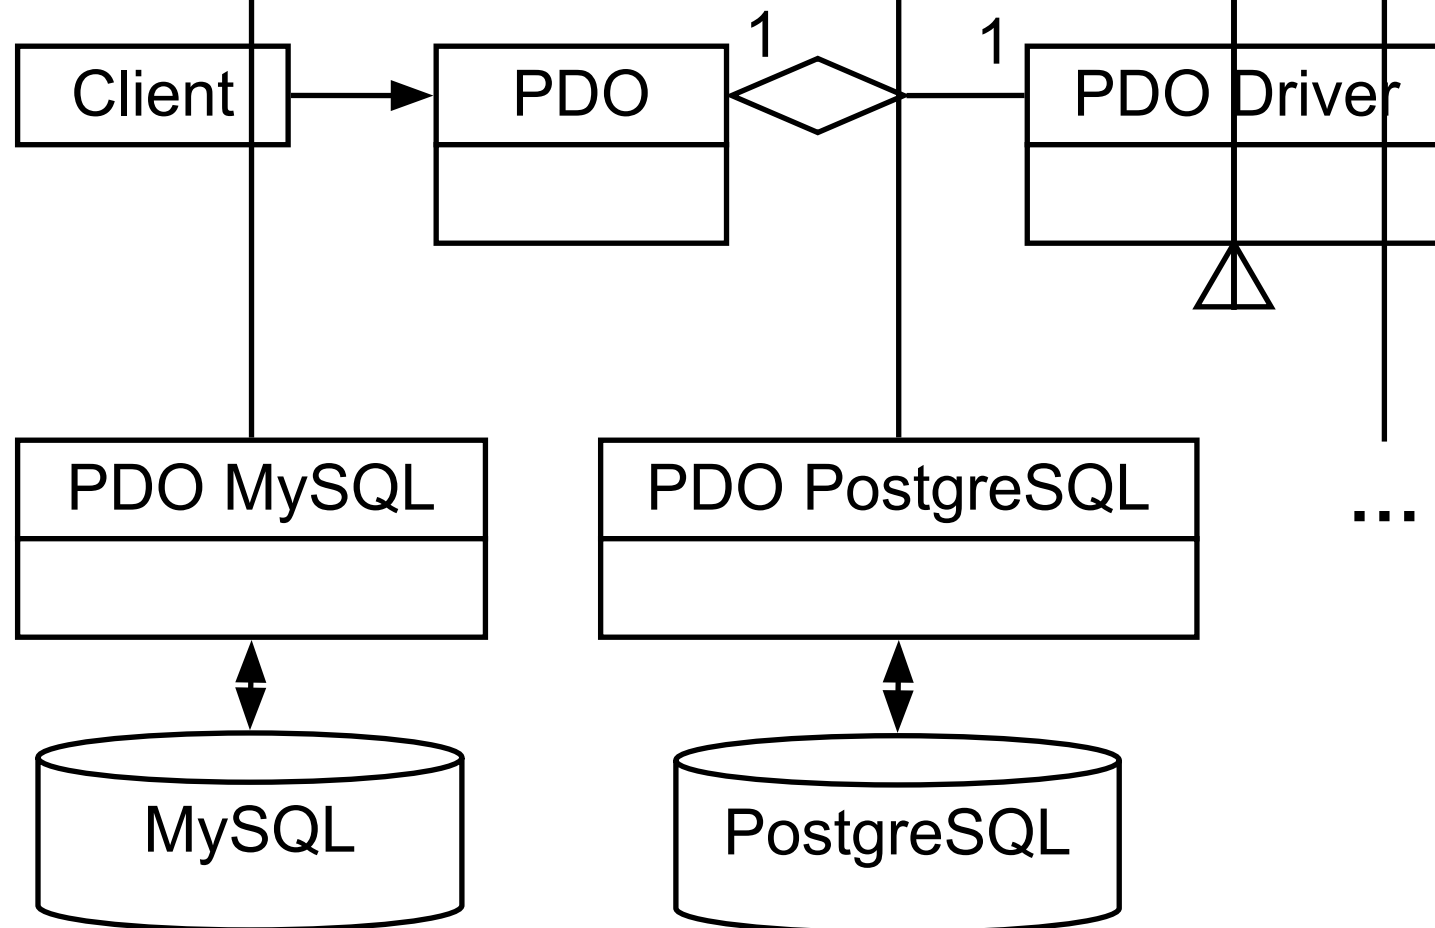 1
1
Client
PDO
PDO Driver
PDO MySQL
PDO PostgreSQL
...
MySQL
PostgreSQL